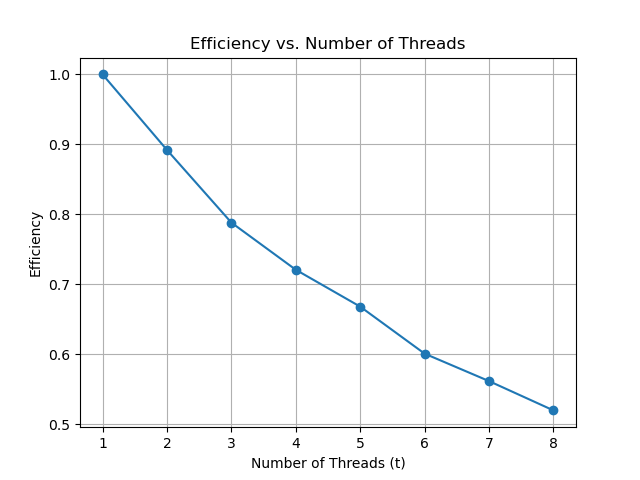 Efficiency vs. Number of Threads
1.0
0.9
0.8
0.7
0.6
0.5
Efficiency
1 2 3 4 5 6 7 8
Number of Threads (t)